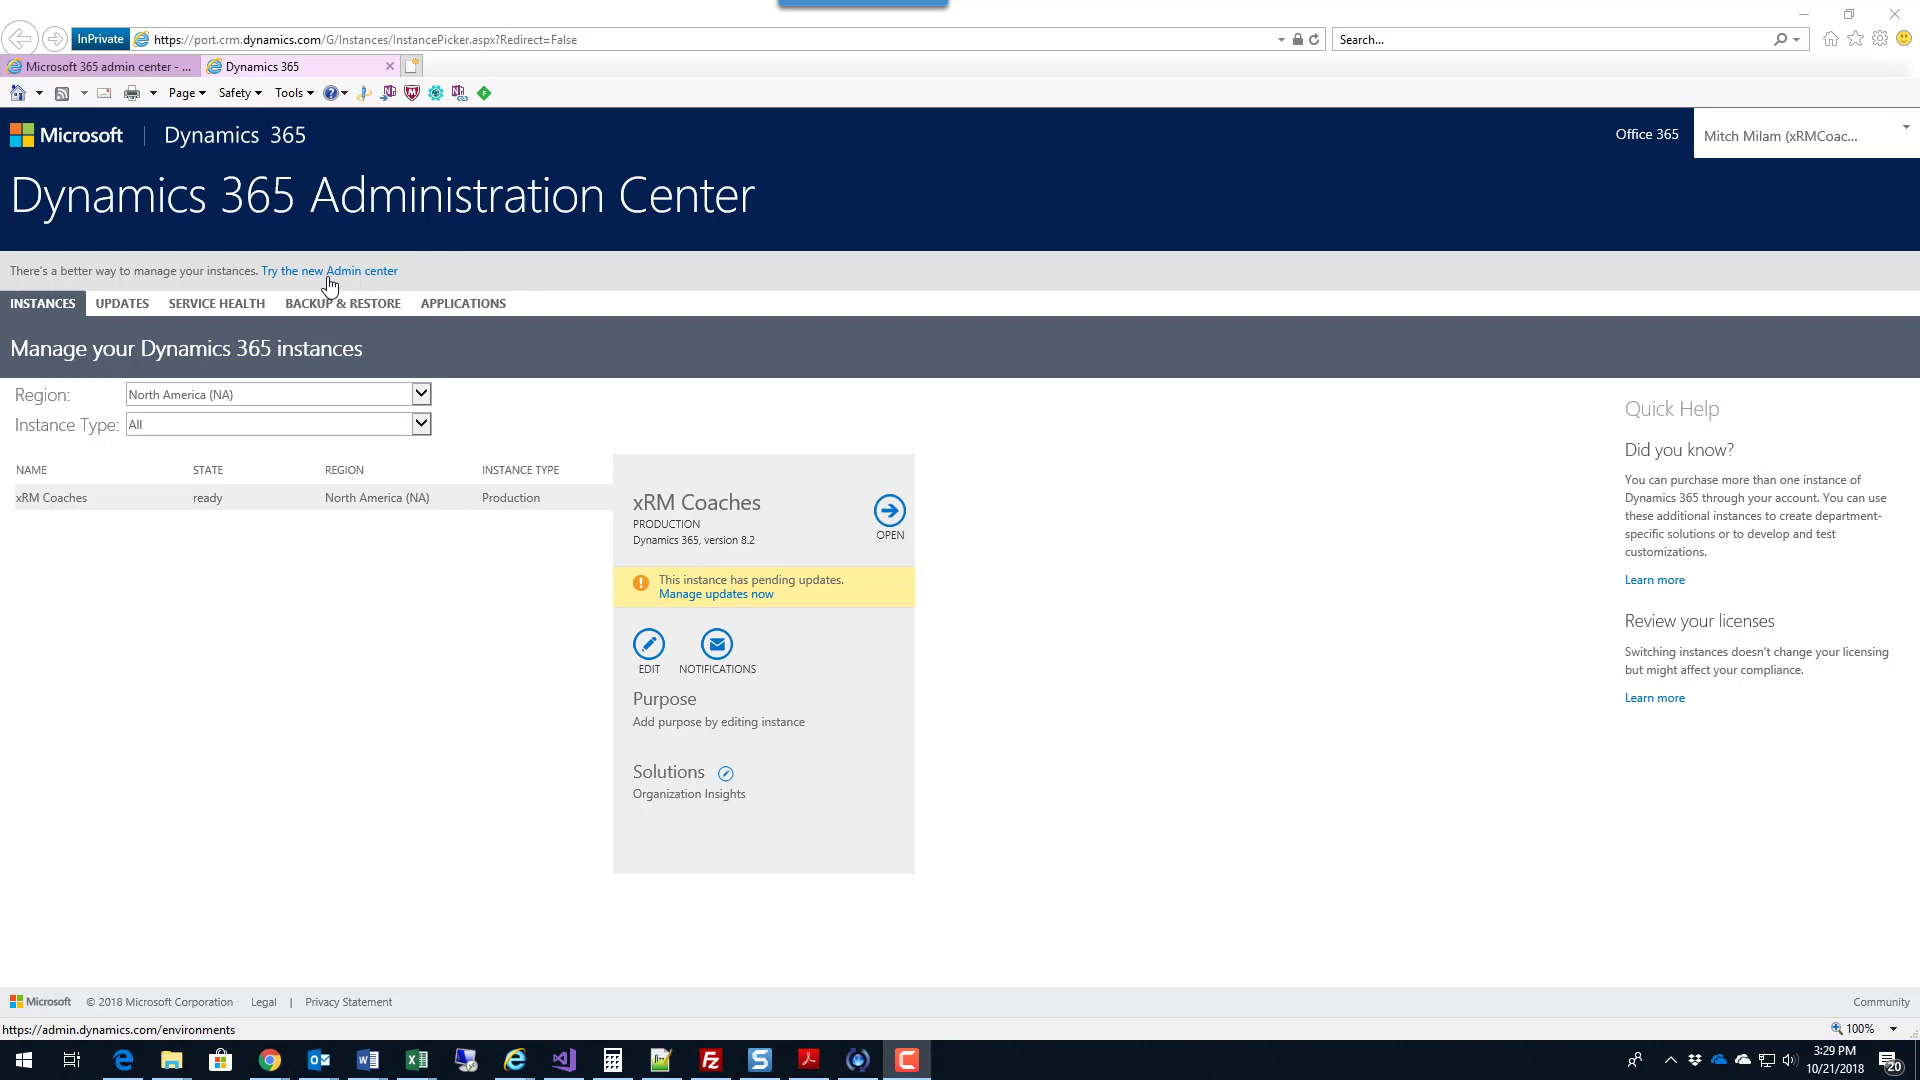 InPrivate https://port.crm.dynamics.com/G/Instances/InstancePicker.aspx?Redirect=False Search...
Microsoft 365 admin center - ... Dynamics 365
Page Safety Tools
Microsoft | Dynamics 365 Office 365 Mitch Milam (xRMCoac...
Dynamics 365 Administration Center
There's a better way to manage your instances. Try the new Admin center
INSTANCES UPDATES SERVICE HEALTH BACKUP & RESTORE APPLICATIONS
Manage your Dynamics 365 instances
Region: North America (NA)
Instance Type: All
NAME STATE REGION INSTANCE TYPE
xRM Coaches ready North America (NA) Production
xRM Coaches
PRODUCTION
Dynamics 365, version 8.2
OPEN
This instance has pending updates.
Manage updates now
EDIT NOTIFICATIONS
Purpose
Add purpose by editing instance
Solutions
Organization Insights
Quick Help
Did you know?
You can purchase more than one instance of
Dynamics 365 through your account. You can use
these additional instances to create department-
specific solutions or to develop and test
customizations.
Learn more
Review your licenses
Switching instances doesn't change your licensing
but might affect your compliance.
Learn more
Microsoft © 2018 Microsoft Corporation Legal | Privacy Statement Community
https://admin.dynamics.com/environments 100%
3:29 PM
10/21/2018
20